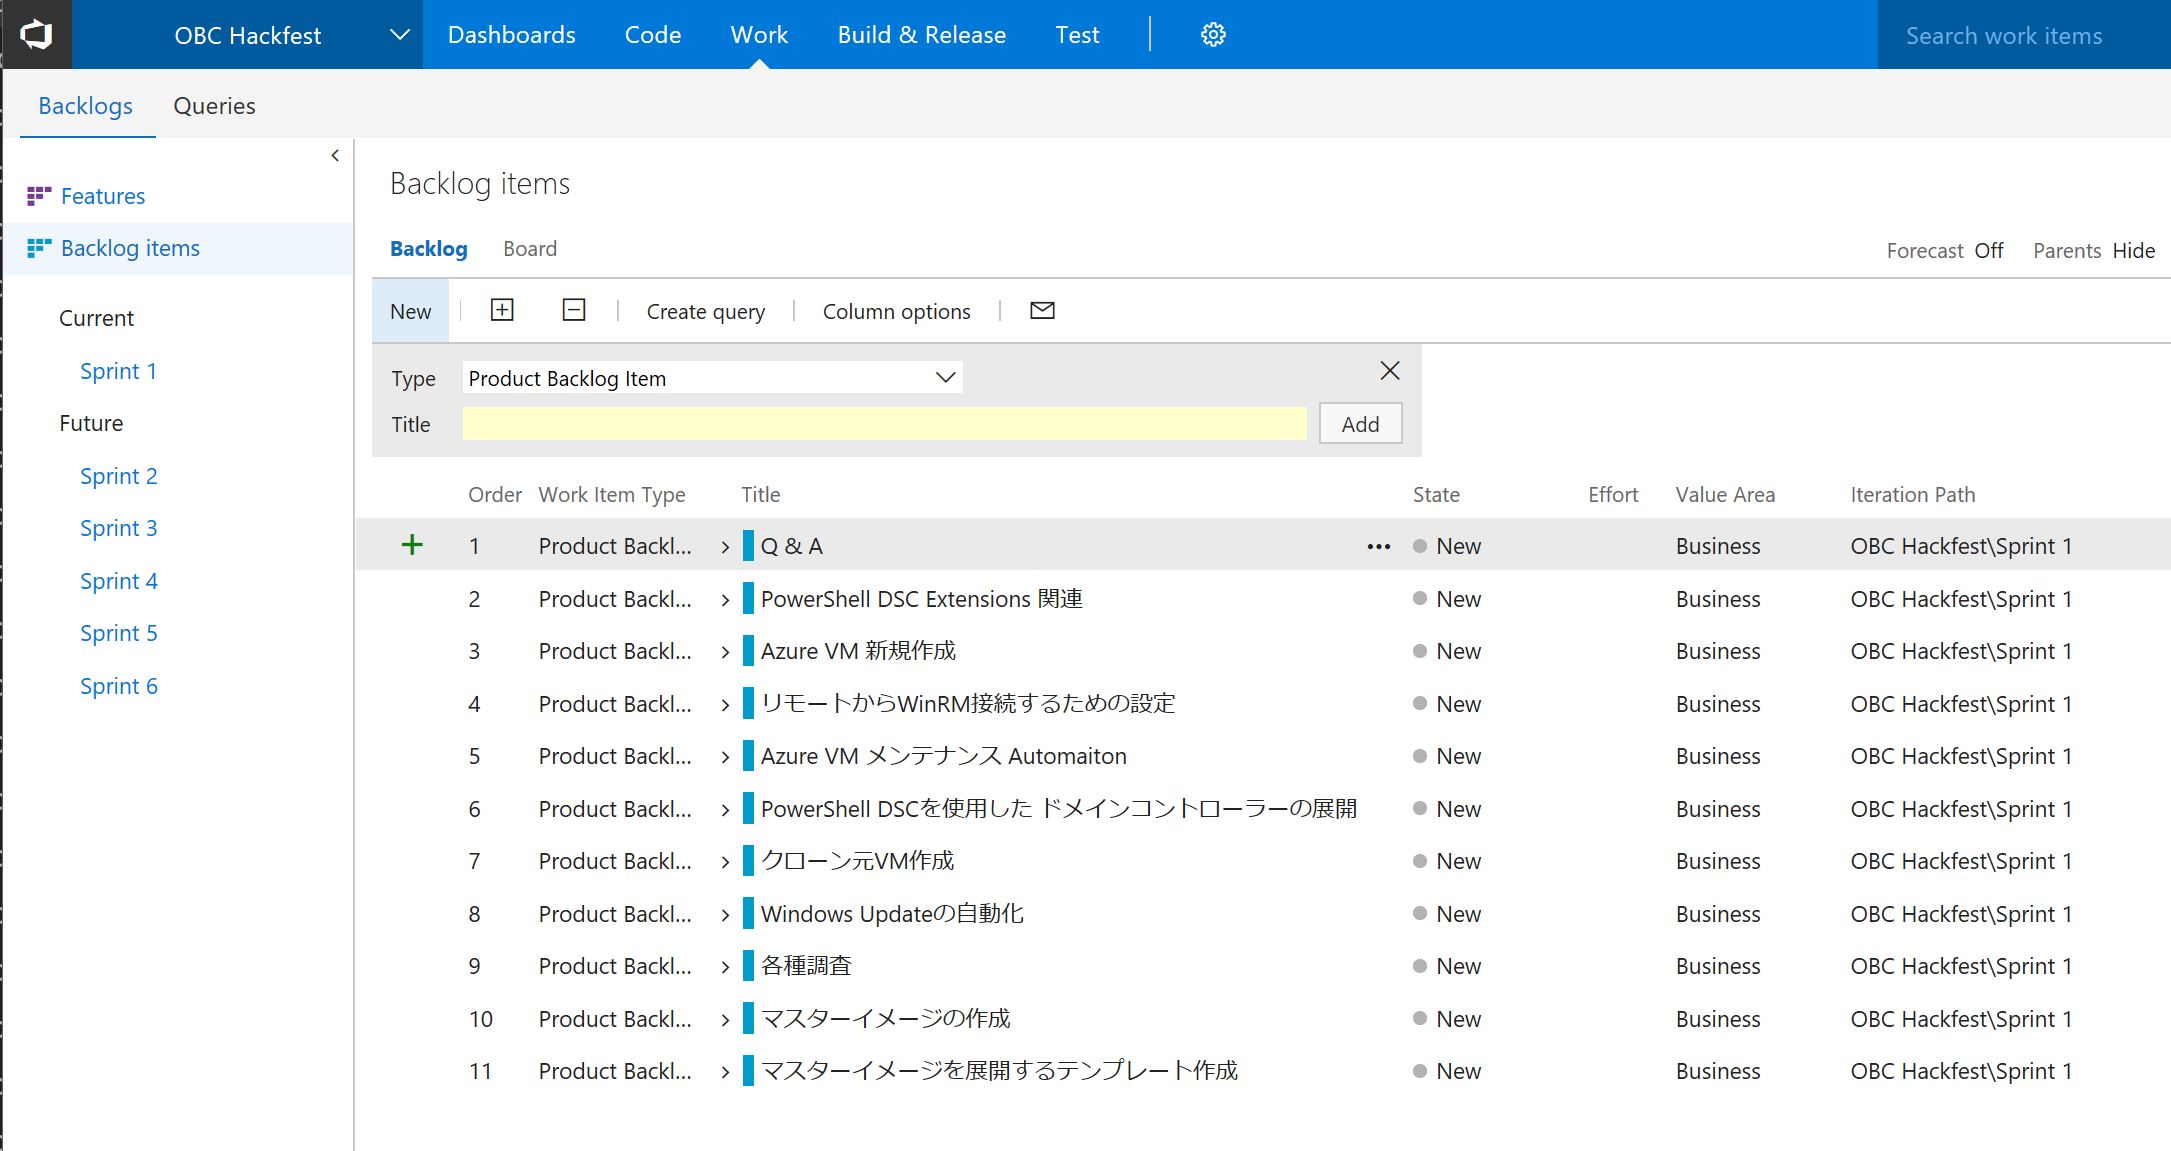 OBC Hackfest Dashboards Code Work Build & Release Test Search work items
Backlogs Queries
Features
Backlog items
Current
Sprint 1
Future
Sprint 2
Sprint 3
Sprint 4
Sprint 5
Sprint 6
Backlog items
Backlog Board Forecast Off Parents Hide
New Create query Column options
Type Product Backlog Item
Title Add
Order Work Item Type Title State Effort Value Area Iteration Path
1 Product Backl... Q & A ... New Business OBC Hackfest\Sprint 1
2 Product Backl... PowerShell DSC Extensions 関連 New Business OBC Hackfest\Sprint 1
3 Product Backl... Azure VM 新規作成 New Business OBC Hackfest\Sprint 1
4 Product Backl... リモートからWinRM接続するための設定 New Business OBC Hackfest\Sprint 1
5 Product Backl... Azure VM メンテナンス Automaiton New Business OBC Hackfest\Sprint 1
6 Product Backl... PowerShell DSCを使用した ドメインコントローラーの展開 New Business OBC Hackfest\Sprint 1
7 Product Backl... クローン元VM作成 New Business OBC Hackfest\Sprint 1
8 Product Backl... Windows Updateの自動化 New Business OBC Hackfest\Sprint 1
9 Product Backl... 各種調査 New Business OBC Hackfest\Sprint 1
10 Product Backl... マスターイメージの作成 New Business OBC Hackfest\Sprint 1
11 Product Backl... マスターイメージを展開するテンプレート作成 New Business OBC Hackfest\Sprint 1